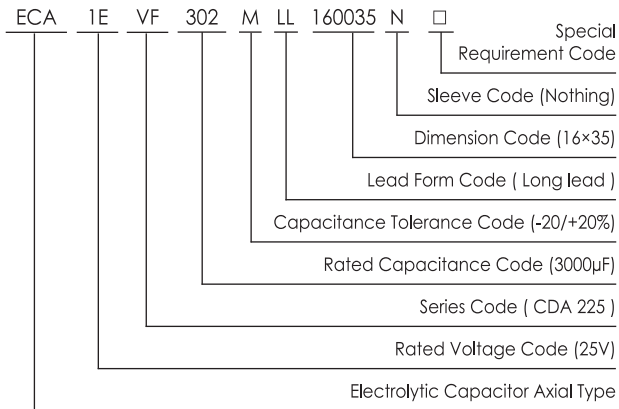 ECA 1E VF 302 M LL 160035 N □
Special
Requirement Code
Sleeve Code (Nothing)
Dimension Code (16×35)
Lead Form Code ( Long lead )
Capacitance Tolerance Code (-20/+20%)
Rated Capacitance Code (3000µF)
Series Code ( CDA 225 )
Rated Voltage Code (25V)
Electrolytic Capacitor Axial Type